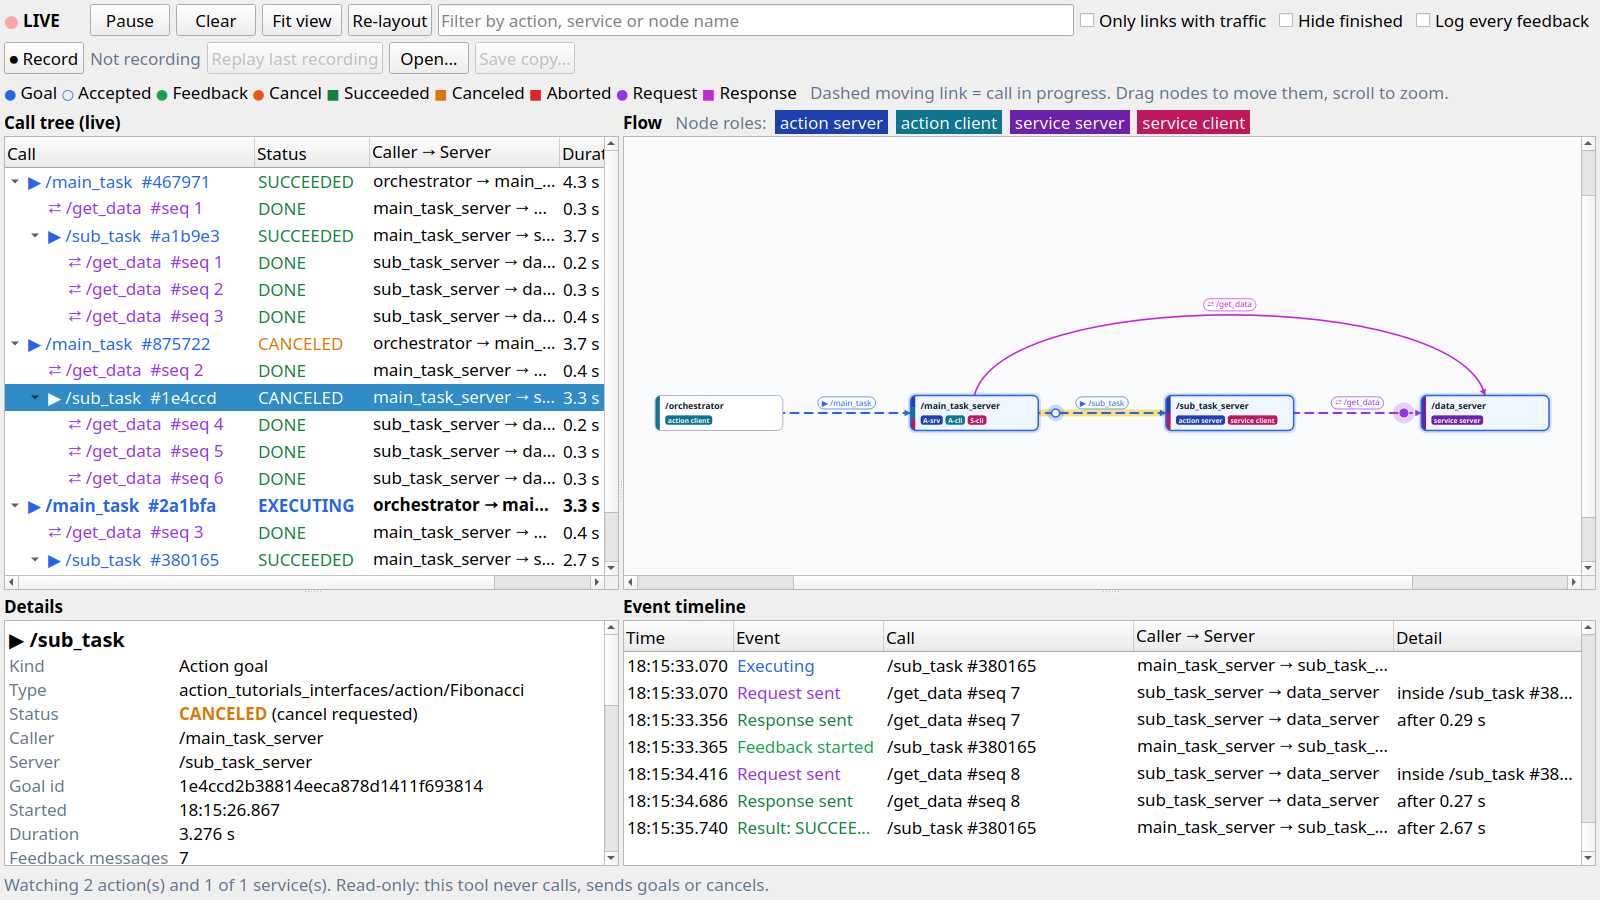 LIVE Pause Clear Fit view Re-layout Filter by action, service or node name Only links with traffic Hide finished Log every feedback
Record Not recording Replay last recording Open... Save copy...
Goal Accepted Feedback Cancel Succeeded Canceled Aborted Request Response Dashed moving link = call in progress. Drag nodes to move them, scroll to zoom.
Call tree (live)
Call Status Caller → Server Durat
▶ /main_task #467971 SUCCEEDED orchestrator → main_... 4.3 s
⇄ /get_data #seq 1 DONE main_task_server → ... 0.3 s
▶ /sub_task #a1b9e3 SUCCEEDED main_task_server → s... 3.7 s
⇄ /get_data #seq 1 DONE sub_task_server → da... 0.2 s
⇄ /get_data #seq 2 DONE sub_task_server → da... 0.3 s
⇄ /get_data #seq 3 DONE sub_task_server → da... 0.4 s
▶ /main_task #875722 CANCELED orchestrator → main_... 3.7 s
⇄ /get_data #seq 2 DONE main_task_server → ... 0.4 s
▶ /sub_task #1e4ccd CANCELED main_task_server → s... 3.3 s
⇄ /get_data #seq 4 DONE sub_task_server → da... 0.2 s
⇄ /get_data #seq 5 DONE sub_task_server → da... 0.3 s
⇄ /get_data #seq 6 DONE sub_task_server → da... 0.3 s
▶ /main_task #2a1bfa EXECUTING orchestrator → mai... 3.3 s
⇄ /get_data #seq 3 DONE main_task_server → ... 0.4 s
▶ /sub_task #380165 SUCCEEDED main_task_server → s... 2.7 s
Flow Node roles: action server action client service server service client
⇄ /get_data
▶ /main_task ▶ /sub_task ⇄ /get_data
/orchestrator /main_task_server /sub_task_server /data_server
action client A-srv A-cli S-cli action server service client service server
Details
▶ /sub_task
Kind Action goal
Type action_tutorials_interfaces/action/Fibonacci
Status CANCELED (cancel requested)
Caller /main_task_server
Server /sub_task_server
Goal id 1e4ccd2b38814eeca878d1411f693814
Started 18:15:26.867
Duration 3.276 s
Feedback messages 7
Event timeline
Time Event Call Caller → Server Detail
18:15:33.070 Executing /sub_task #380165 main_task_server → sub_task_...
18:15:33.070 Request sent /get_data #seq 7 sub_task_server → data_server inside /sub_task #38...
18:15:33.356 Response sent /get_data #seq 7 sub_task_server → data_server after 0.29 s
18:15:33.365 Feedback started /sub_task #380165 main_task_server → sub_task_...
18:15:34.416 Request sent /get_data #seq 8 sub_task_server → data_server inside /sub_task #38...
18:15:34.686 Response sent /get_data #seq 8 sub_task_server → data_server after 0.27 s
18:15:35.740 Result: SUCCEE... /sub_task #380165 main_task_server → sub_task_... after 2.67 s
Watching 2 action(s) and 1 of 1 service(s). Read-only: this tool never calls, sends goals or cancels.